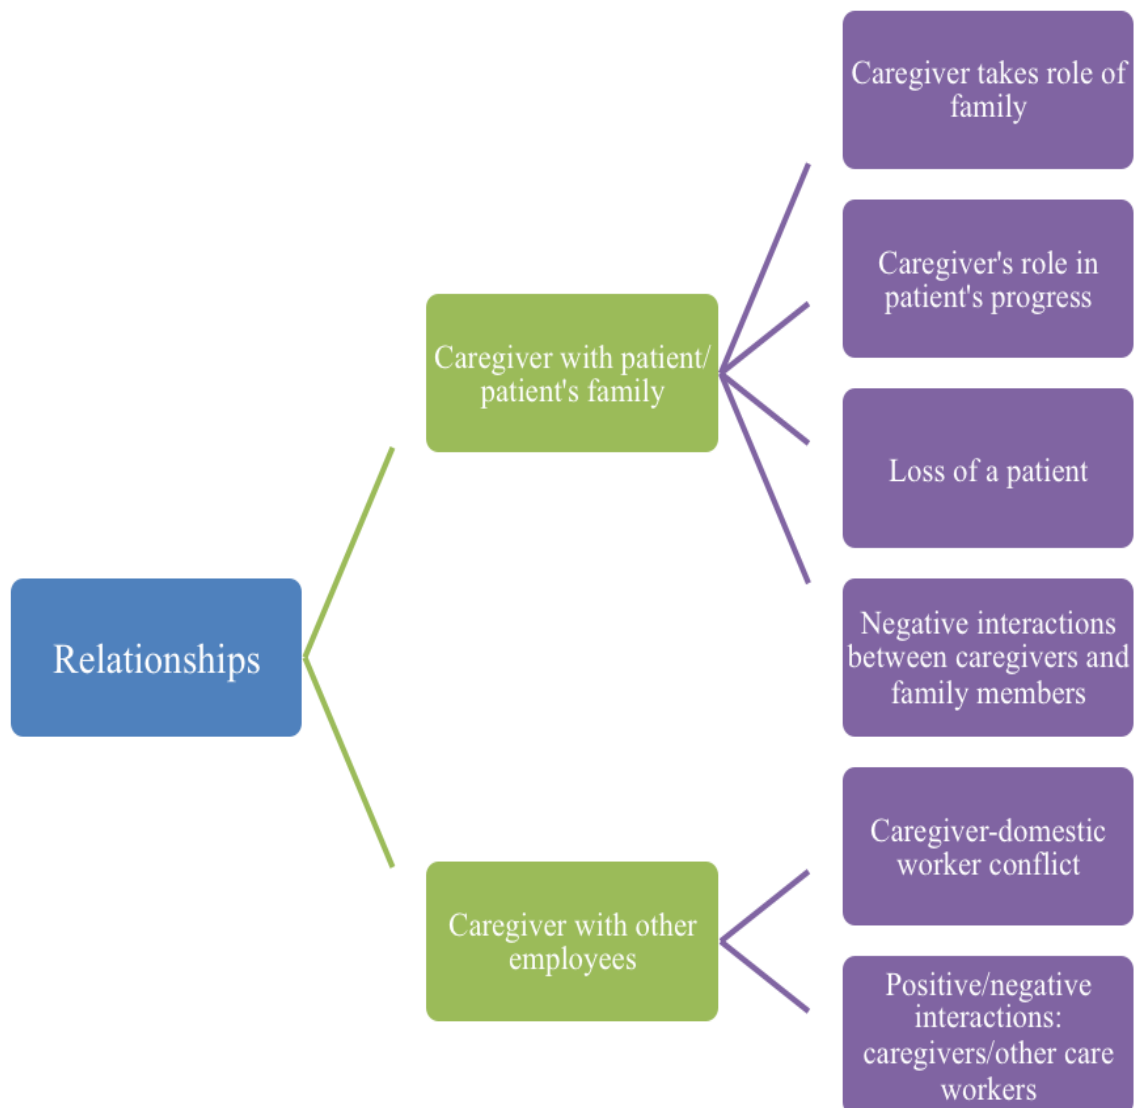 Caregiver takes role of
family
Caregiver's role in
patient's progress
Caregiver with patient/
patient's family
Loss of a patient
Relationships
Negative interactions
between caregivers and
family members
Caregiver-domestic
worker conflict
Caregiver with other
employees
Positive/negative
interactions:
caregivers/other care
workers